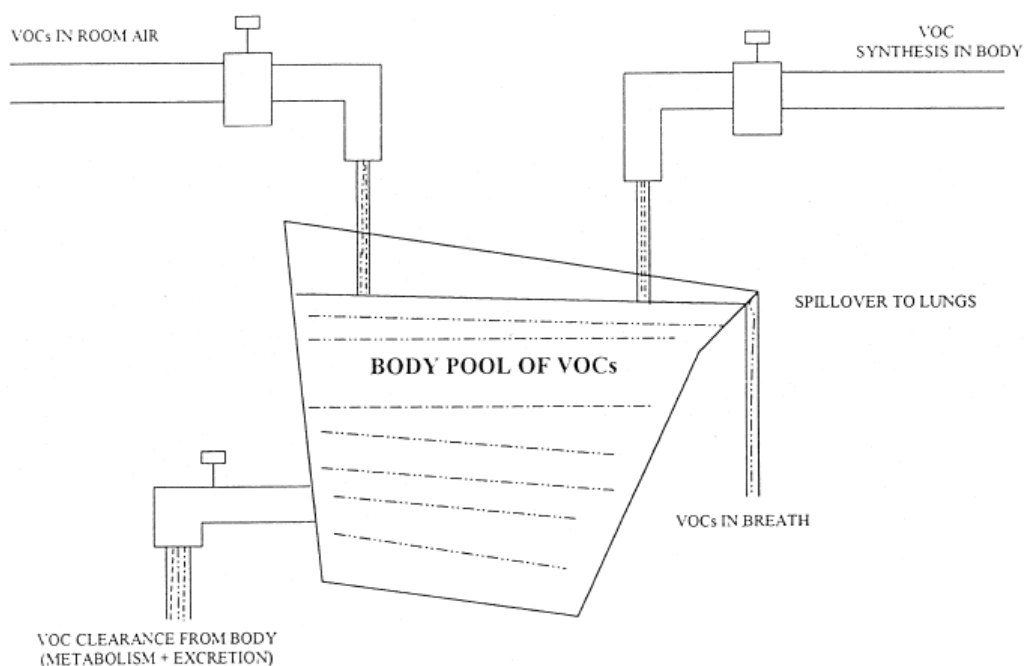 VOCs IN ROOM AIR
VOC
SYNTHESIS IN BODY
SPILLOVER TO LUNGS
BODY POOL OF VOCs
VOCs IN BREATH
VOC CLEARANCE FROM BODY
(METABOLISM + EXCRETION)